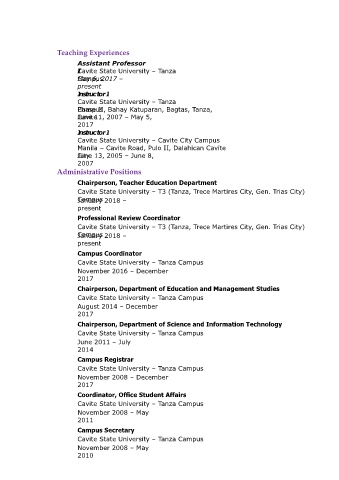 Teaching Experiences
Assistant Professor
Cavite State University – Tanza
May 6, 2017 –
present
Instructor 1
Cavite State University – Tanza
Phase II, Bahay Katuparan, Bagtas, Tanza,
June 11, 2007 – May 5,
2017
Instructor 1
Cavite State University – Cavite City Campus
Manila – Cavite Road, Pulo II, Dalahican Cavite
June 13, 2005 – June 8,
2007
Administrative Positions
Chairperson, Teacher Education Department
Cavite State University – T3 (Tanza, Trece Martires City, Gen. Trias City)
January 2018 –
present
Professional Review Coordinator
Cavite State University – T3 (Tanza, Trece Martires City, Gen. Trias City)
January 2018 –
present
Campus Coordinator
Cavite State University – Tanza Campus
November 2016 – December
2017
Chairperson, Department of Education and Management Studies
Cavite State University – Tanza Campus
August 2014 – December
2017
Chairperson, Department of Science and Information Technology
Cavite State University – Tanza Campus
June 2011 – July
2014
Campus Registrar
Cavite State University – Tanza Campus
November 2008 – December
2017
Coordinator, Office Student Affairs
Cavite State University – Tanza Campus
November 2008 – May
2011
Campus Secretary
Cavite State University – Tanza Campus
November 2008 – May
2010